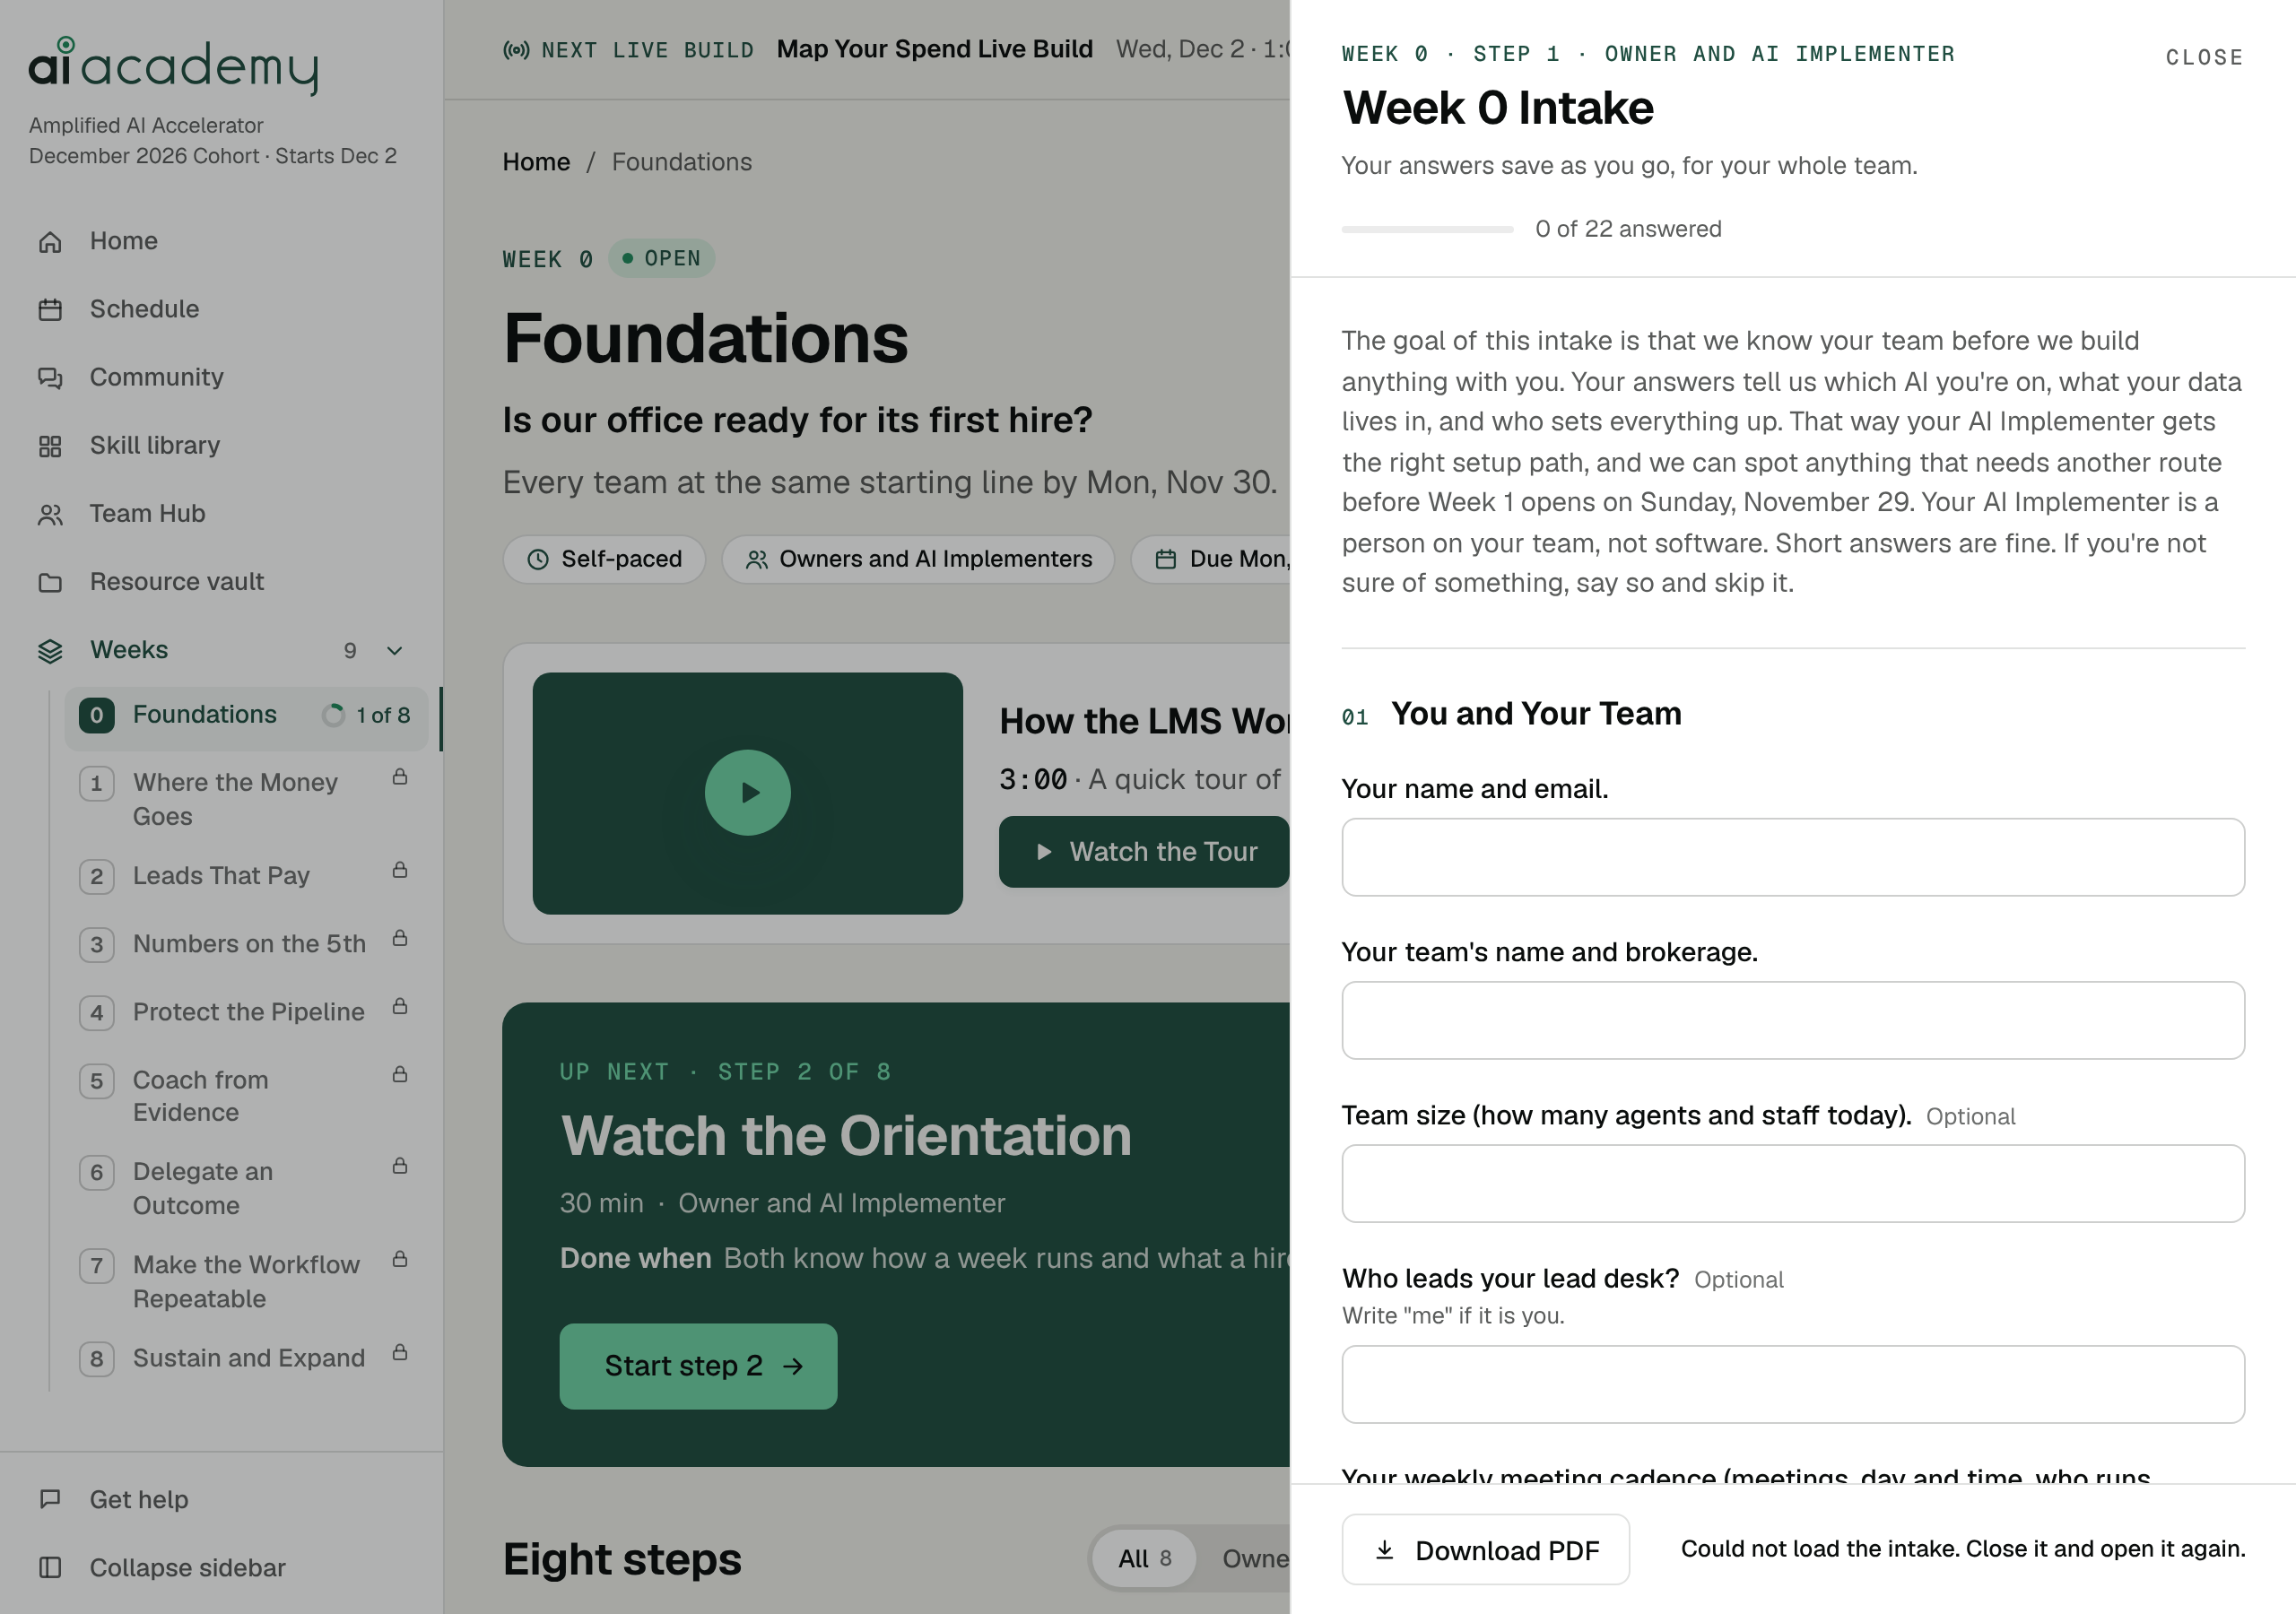 ai academy
Amplified AI Accelerator
December 2026 Cohort · Starts Dec 2
Home
Schedule
Community
Skill library
Team Hub
Resource vault
Weeks 9
0 Foundations 1 of 8
1 Where the Money
Goes
2 Leads That Pay
3 Numbers on the 5th
4 Protect the Pipeline
5 Coach from
Evidence
6 Delegate an
Outcome
7 Make the Workflow
Repeatable
8 Sustain and Expand
Get help
Collapse sidebar
NEXT LIVE BUILD Map Your Spend Live Build Wed, Dec 2 · 1:0
Home / Foundations
WEEK 0 OPEN
Foundations
Is our office ready for its first hire?
Every team at the same starting line by Mon, Nov 30.
Self-paced Owners and AI Implementers Due Mon,
How the LMS Wor
3:00 · A quick tour of
Watch the Tour
UP NEXT · STEP 2 OF 8
Watch the Orientation
30 min · Owner and AI Implementer
Done when Both know how a week runs and what a hire
Start step 2
Eight steps
All 8 Owne
WEEK 0 · STEP 1 · OWNER AND AI IMPLEMENTER
CLOSE
Week 0 Intake
Your answers save as you go, for your whole team.
0 of 22 answered
The goal of this intake is that we know your team before we build
anything with you. Your answers tell us which AI you're on, what your data
lives in, and who sets everything up. That way your AI Implementer gets
the right setup path, and we can spot anything that needs another route
before Week 1 opens on Sunday, November 29. Your AI Implementer is a
person on your team, not software. Short answers are fine. If you're not
sure of something, say so and skip it.
01 You and Your Team
Your name and email.
Your team's name and brokerage.
Team size (how many agents and staff today). Optional
Who leads your lead desk? Optional
Write "me" if it is you.
Your weekly meeting cadence (meetings, day and time, who runs
Download PDF
Could not load the intake. Close it and open it again.